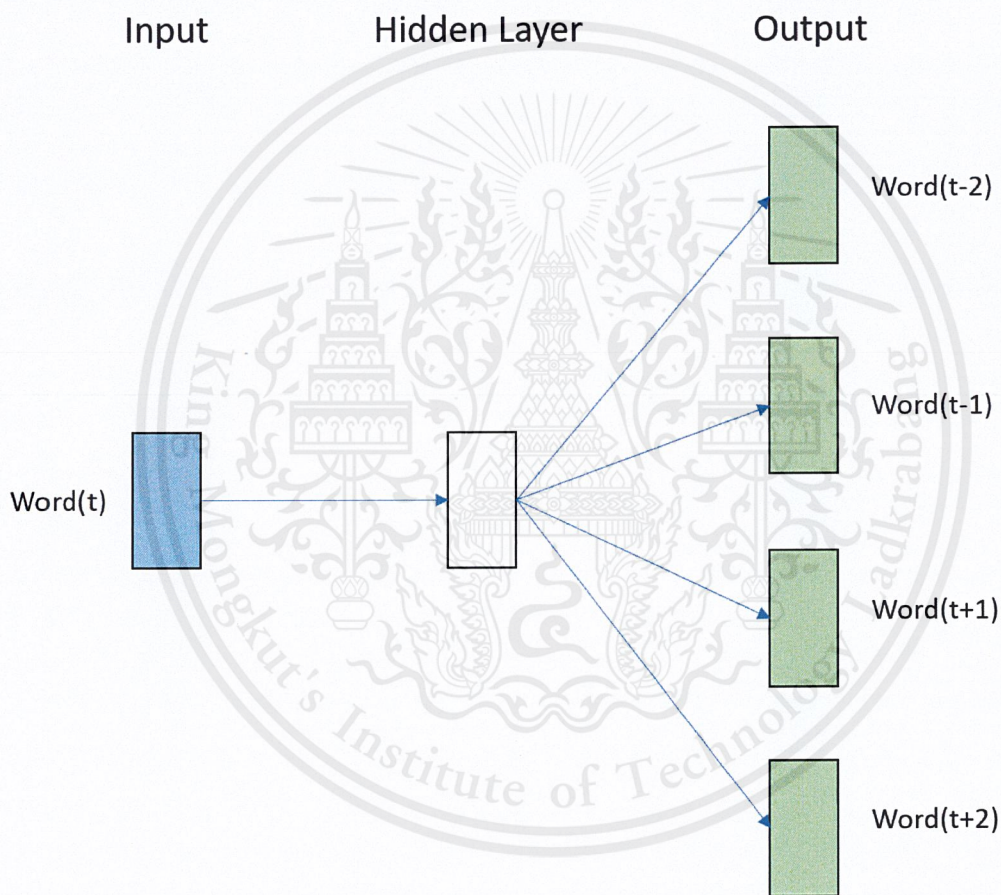 Input Hidden Layer Output
Word(t-2)
Word(t-1)
Word(t)
Word(t+1)
Word(t+2)
King Mongkut's Institute of Technology Ladkrabang